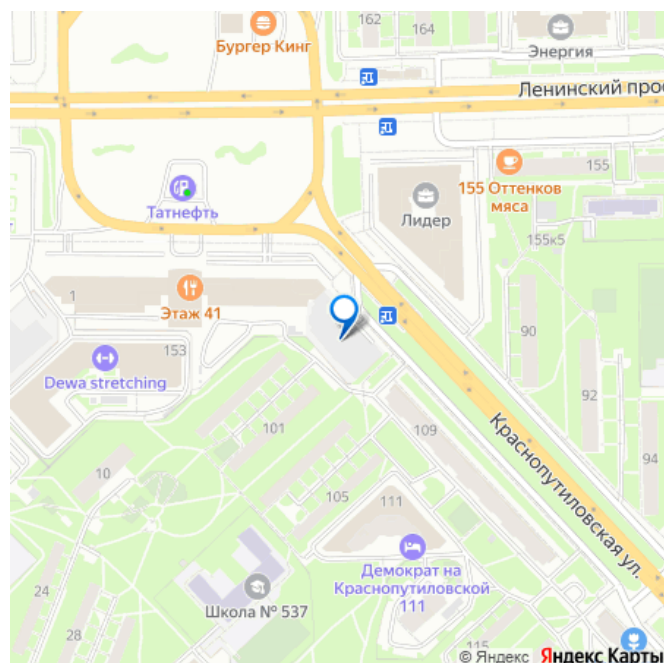 162
164
Бургер Кинг
Энергия
Ленинский прос
155 Оттенков
мяса
155
Татнефть
Лидер
155к5
1
Этаж 41
153
90
Dewa stretching
92
101
109
Краснопутиловская ул.
94
10
105
111
Демократ на
Краснопутиловской
111
24
Школа № 537
28
115
© Яндекс Яндекс Карты